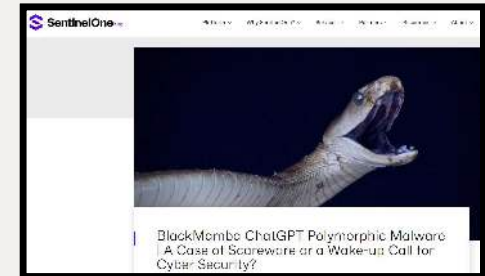 SentinelOne
BlackMamba ChatGPT Polymorphic Malware
| A Case of Scareware or a Wake-up Call for
Cyber Security?